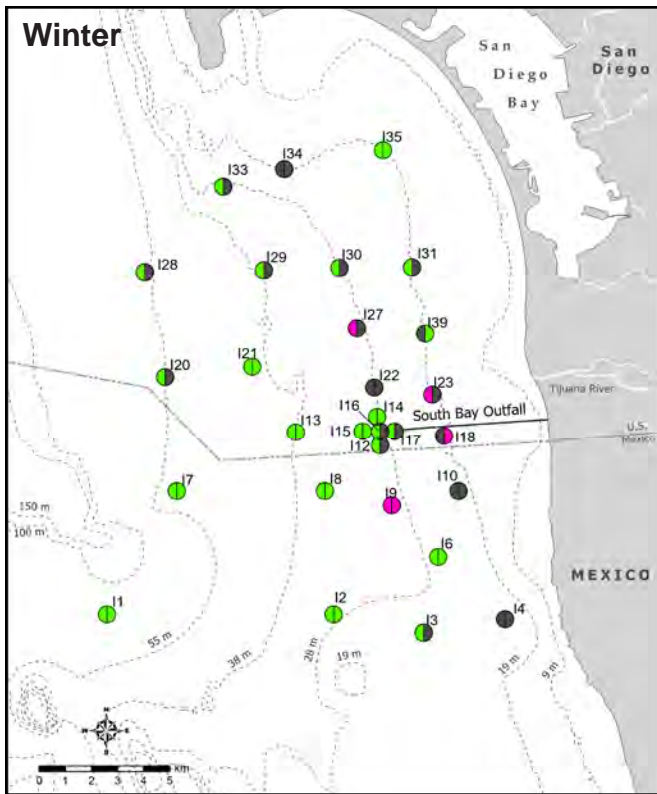 Winter
San
Diego
Bay
San
Diego
I35
I34
I33
I28
I29
I30
I31
I27
I39
I20
I21
I22
I23
Tijuana River
I16
I14
South Bay Outfall
I13
I15
U.S.
Mexico
I12
I17
I18
I7
I8
I9
I10
150 m
100 m
I6
MEXICO
I1
I2
I3
I4
55 m
38 m
28 m
19 m
19 m
9 m
N
E
S
km
0 1 2 3 4 5